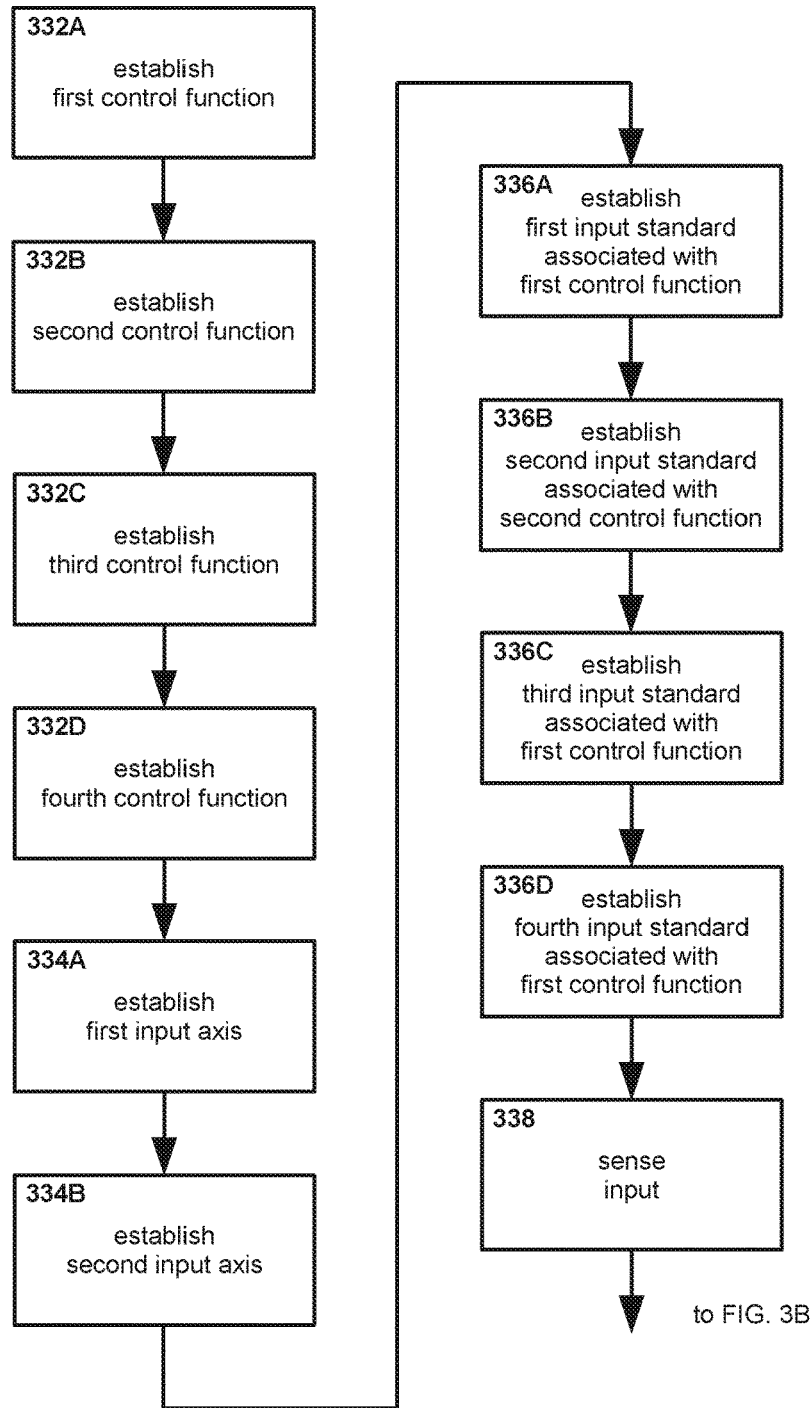 332A
establish
first control function
332B
establish
second control function
332C
establish
third control function
332D
establish
fourth control function
334A
establish
first input axis
334B
establish
second input axis
336A
establish
first input standard
associated with
first control function
336B
establish
second input standard
associated with
second control function
336C
establish
third input standard
associated with
first control function
336D
establish
fourth input standard
associated with
first control function
338
sense
input
to FIG. 3B